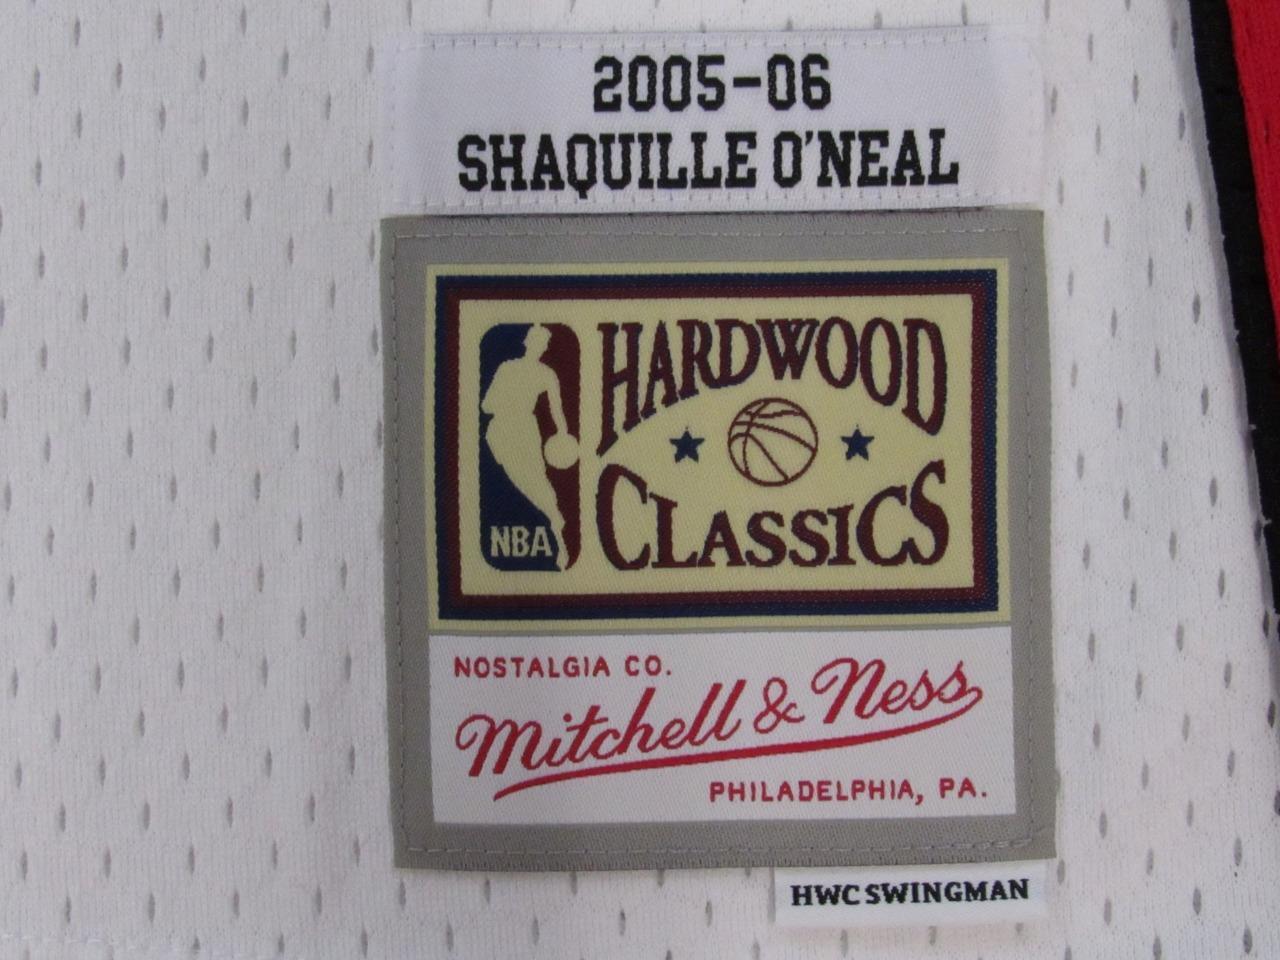 2005-06
SHAQUILLE O'NEAL
HARDWOOD
CLASSICS
NBA
NOSTALGIA CO.
Mitchell & Ness
PHILADELPHIA, PA.
HWC SWINGMAN